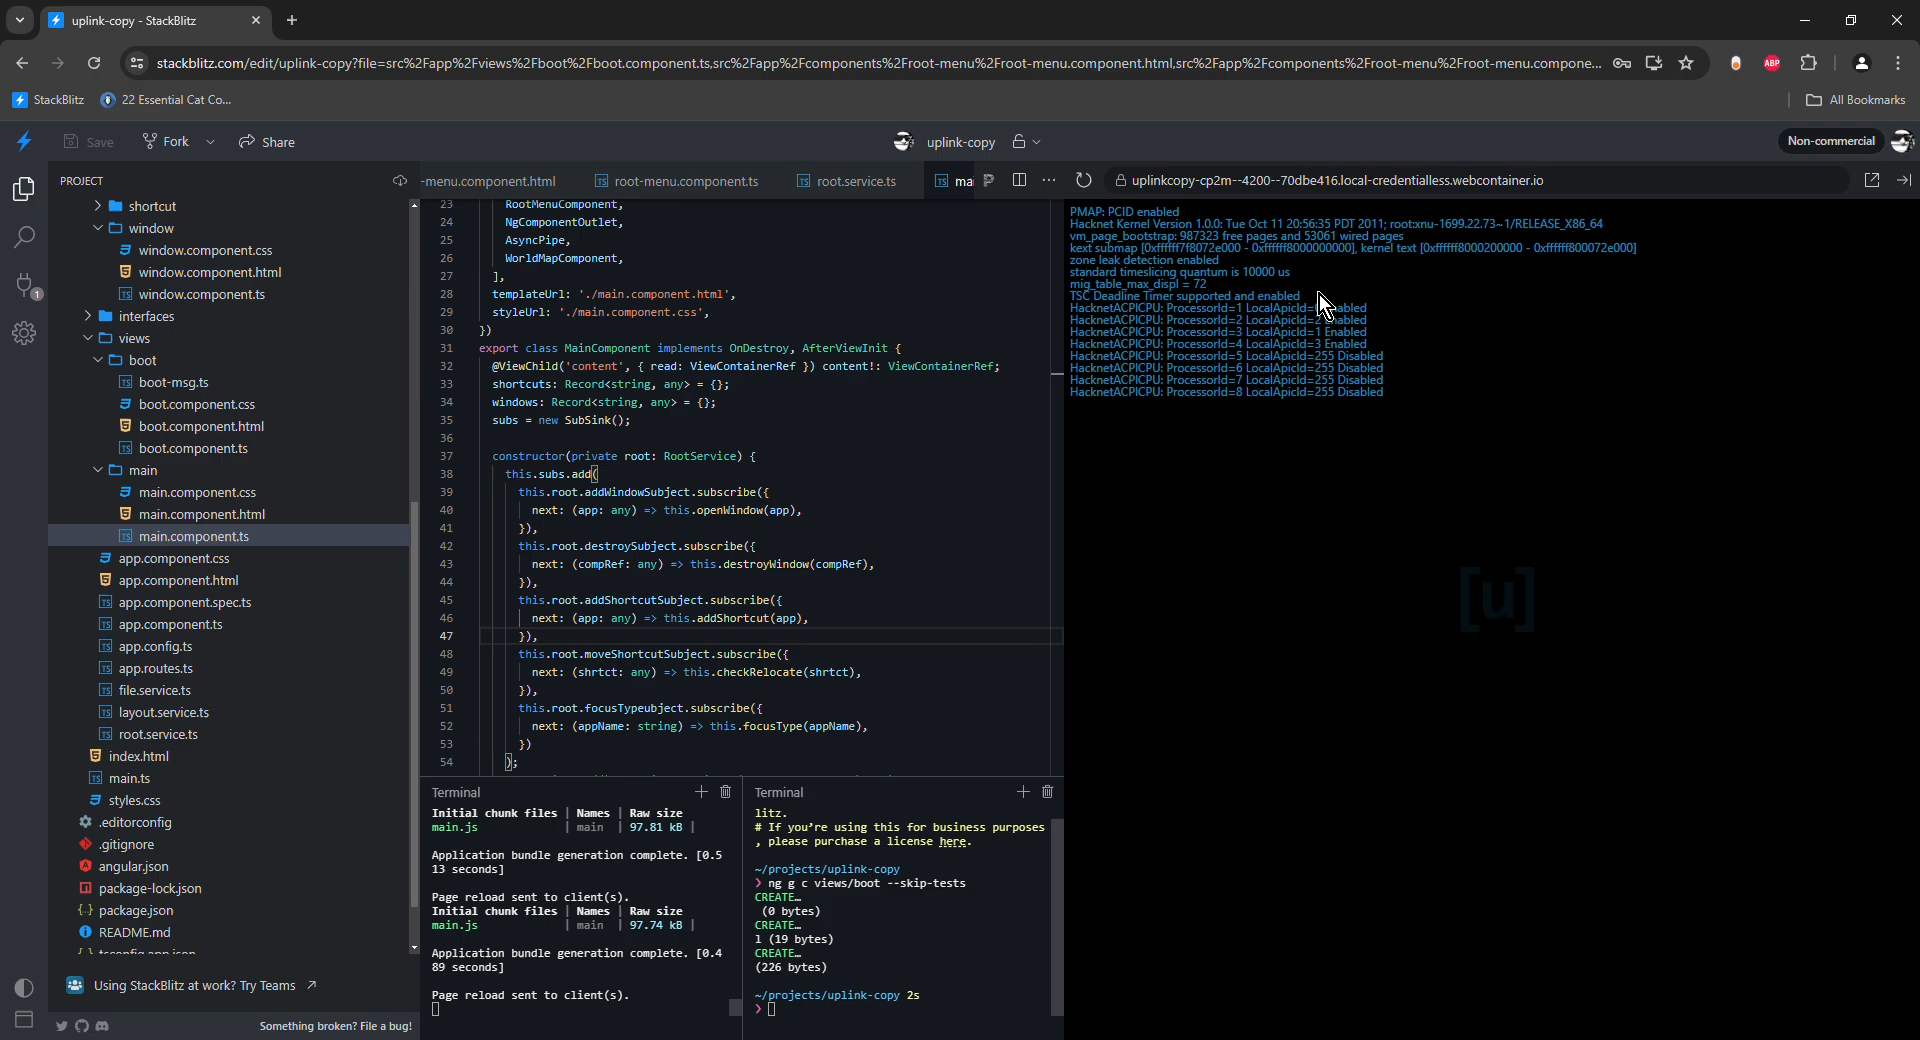 uplink-copy - StackBlitz
stackblitz.com/edit/uplink-copy?file=src%2Fapp%2Fviews%2Fboot%2Fboot.component.ts,src%2Fapp%2Fcomponents%2Froot-menu%2Froot-menu.component.html,src%2Fapp%2Fcomponents%2Froot-menu%2Froot-menu.compone...
ABP
StackBlitz
22 Essential Cat Co...
All Bookmarks
Save
Fork
Share
uplink-copy
Non-commercial
PROJECT
shortcut
window
window.component.css
window.component.html
window.component.ts
interfaces
views
boot
boot-msg.ts
boot.component.css
boot.component.html
boot.component.ts
main
main.component.css
main.component.html
main.component.ts
app.component.css
app.component.html
app.component.spec.ts
app.component.ts
app.config.ts
app.routes.ts
file.service.ts
layout.service.ts
root.service.ts
index.html
main.ts
styles.css
.editorconfig
.gitignore
angular.json
package-lock.json
package.json
README.md
tsconfig.app.json
Using StackBlitz at work? Try Teams
Something broken? File a bug!
1
-menu.component.html
root-menu.component.ts
root.service.ts
ma
23 RootMenuComponent,
24 NgComponentOutlet,
25 AsyncPipe,
26 WorldMapComponent,
27 ],
28 templateUrl: './main.component.html',
29 styleUrl: './main.component.css',
30 })
31 export class MainComponent implements OnDestroy, AfterViewInit {
32 @ViewChild('content', { read: ViewContainerRef }) content!: ViewContainerRef;
33 shortcuts: Record<string, any> = {};
34 windows: Record<string, any> = {};
35 subs = new SubSink();
36
37 constructor(private root: RootService) {
38 this.subs.add(
39 this.root.addWindowSubject.subscribe({
40 next: (app: any) => this.openWindow(app),
41 }),
42 this.root.destroySubject.subscribe({
43 next: (compRef: any) => this.destroyWindow(compRef),
44 }),
45 this.root.addShortcutSubject.subscribe({
46 next: (app: any) => this.addShortcut(app),
47 }),
48 this.root.moveShortcutSubject.subscribe({
49 next: (shrtct: any) => this.checkRelocate(shrtct),
50 }),
51 this.root.focusTypeubject.subscribe({
52 next: (appName: string) => this.focusType(appName),
53 })
54 );
Terminal
Initial chunk files | Names | Raw size
main.js | main | 97.81 kB |
Application bundle generation complete. [0.5
13 seconds]
Page reload sent to client(s).
Initial chunk files | Names | Raw size
main.js | main | 97.74 kB |
Application bundle generation complete. [0.4
89 seconds]
Page reload sent to client(s).
Terminal
litz.
# If you're using this for business purposes
, please purchase a license here.
~/projects/uplink-copy
❯ ng g c views/boot --skip-tests
CREATE…
(0 bytes)
CREATE…
l (19 bytes)
CREATE…
(226 bytes)
~/projects/uplink-copy 2s
❯
uplinkcopy-cp2m--4200--70dbe416.local-credentialless.webcontainer.io
PMAP: PCID enabled
Hacknet Kernel Version 1.0.0: Tue Oct 11 20:56:35 PDT 2011; root:xnu-1699.22.73~1/RELEASE_X86_64
vm_page_bootstrap: 987323 free pages and 53061 wired pages
kext submap [0xffffff7f8072e000 - 0xffffff8000000000], kernel text [0xffffff8000200000 - 0xffffff800072e000]
zone leak detection enabled
standard timeslicing quantum is 10000 us
mig_table_max_displ = 72
TSC Deadline Timer supported and enabled
HacknetACPICPU: ProcessorId=1 LocalApicId=0 Enabled
HacknetACPICPU: ProcessorId=2 LocalApicId=2 Enabled
HacknetACPICPU: ProcessorId=3 LocalApicId=1 Enabled
HacknetACPICPU: ProcessorId=4 LocalApicId=3 Enabled
HacknetACPICPU: ProcessorId=5 LocalApicId=255 Disabled
HacknetACPICPU: ProcessorId=6 LocalApicId=255 Disabled
HacknetACPICPU: ProcessorId=7 LocalApicId=255 Disabled
HacknetACPICPU: ProcessorId=8 LocalApicId=255 Disabled
[u]